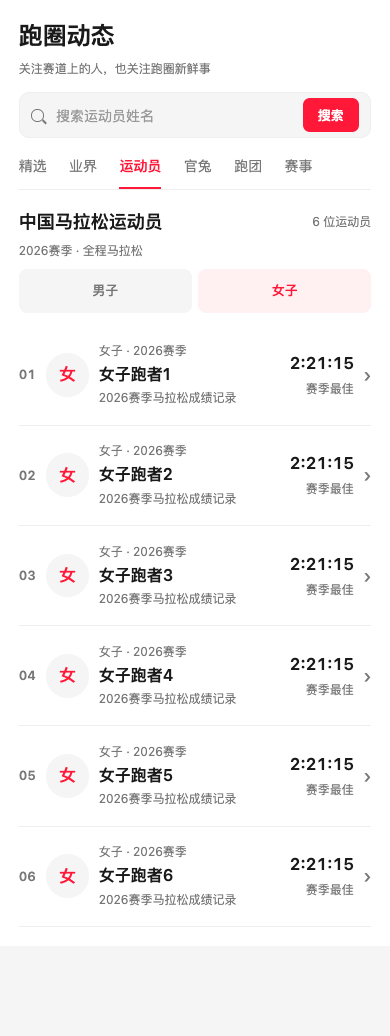 跑圈动态
关注赛道上的人，也关注跑圈新鲜事
搜索运动员姓名
搜索
精选 业界 运动员 官兔 跑团 赛事
中国马拉松运动员
6 位运动员
2026赛季 · 全程马拉松
男子 女子
01
女
女子 · 2026赛季
女子跑者1
2026赛季马拉松成绩记录
2:21:15
赛季最佳
›
02
女
女子 · 2026赛季
女子跑者2
2026赛季马拉松成绩记录
2:21:15
赛季最佳
›
03
女
女子 · 2026赛季
女子跑者3
2026赛季马拉松成绩记录
2:21:15
赛季最佳
›
04
女
女子 · 2026赛季
女子跑者4
2026赛季马拉松成绩记录
2:21:15
赛季最佳
›
05
女
女子 · 2026赛季
女子跑者5
2026赛季马拉松成绩记录
2:21:15
赛季最佳
›
06
女
女子 · 2026赛季
女子跑者6
2026赛季马拉松成绩记录
2:21:15
赛季最佳
›